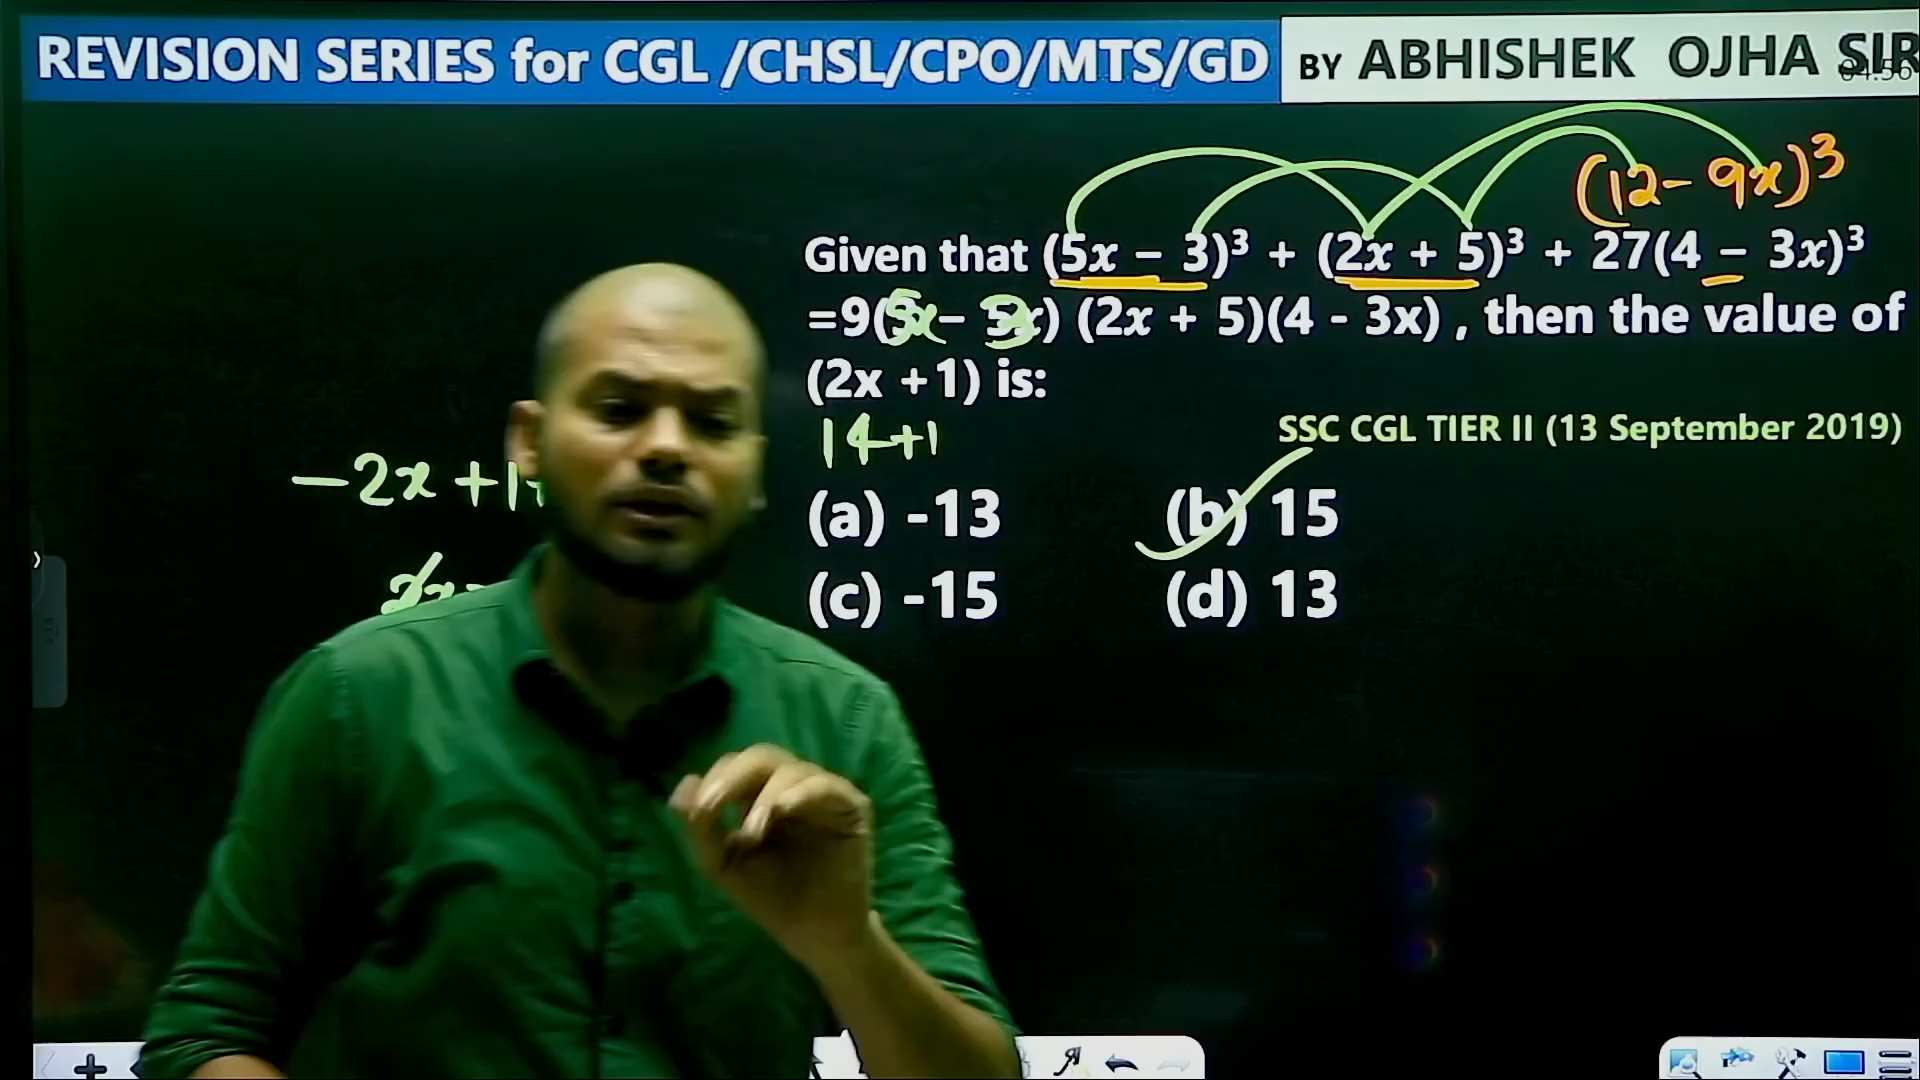 REVISION SERIES for CGL /CHSL/CPO/MTS/GD BY ABHISHEK OJHA SIR
(12- 9x)³
Given that (5x − 3)³ + (2x + 5)³ + 27(4 − 3x)³
=9(5x- 3) (2x + 5)(4 - 3x) , then the value of
(2x +1) is:
14+1
SSC CGL TIER II (13 September 2019)
-2x +1
(a) -13 (b) 15
2x=
(c) -15 (d) 13